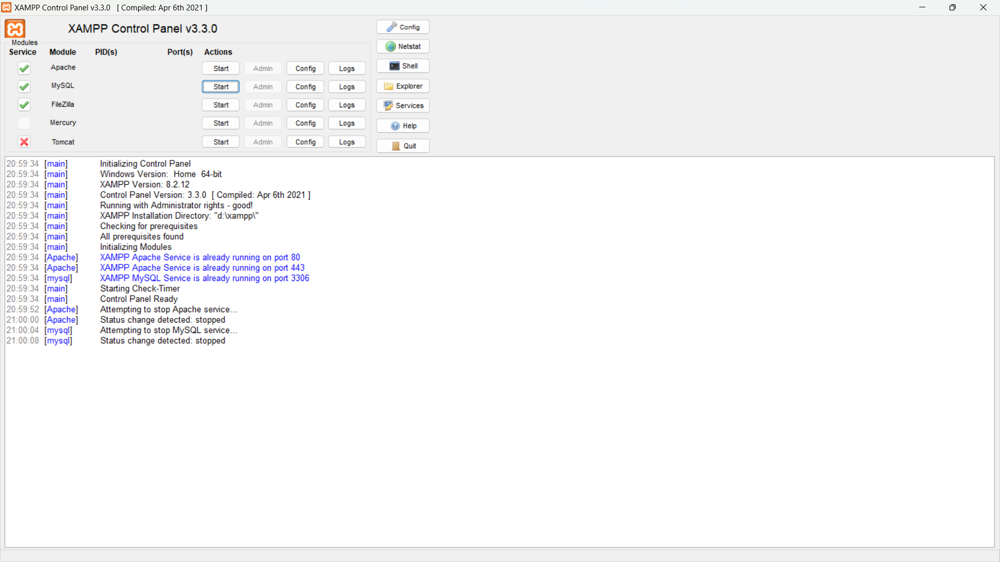 XAMPP Control Panel v3.3.0 [ Compiled: Apr 6th 2021 ]
XAMPP Control Panel v3.3.0
Config
Modules
Service Module PID(s) Port(s) Actions
Netstat
Apache Start Admin Config Logs
Shell
MySQL Start Admin Config Logs
Explorer
FileZilla Start Admin Config Logs
Services
Mercury Start Admin Config Logs
Help
Tomcat Start Admin Config Logs
Quit
20:59:34 [main] Initializing Control Panel
20:59:34 [main] Windows Version: Home 64-bit
20:59:34 [main] XAMPP Version: 8.2.12
20:59:34 [main] Control Panel Version: 3.3.0 [ Compiled: Apr 6th 2021 ]
20:59:34 [main] Running with Administrator rights - good!
20:59:34 [main] XAMPP Installation Directory: "d:\xampp\"
20:59:34 [main] Checking for prerequisites
20:59:34 [main] All prerequisites found
20:59:34 [main] Initializing Modules
20:59:34 [Apache] XAMPP Apache Service is already running on port 80
20:59:34 [Apache] XAMPP Apache Service is already running on port 443
20:59:34 [mysql] XAMPP MySQL Service is already running on port 3306
20:59:34 [main] Starting Check-Timer
20:59:34 [main] Control Panel Ready
20:59:52 [Apache] Attempting to stop Apache service...
21:00:00 [Apache] Status change detected: stopped
21:00:04 [mysql] Attempting to stop MySQL service...
21:00:08 [mysql] Status change detected: stopped